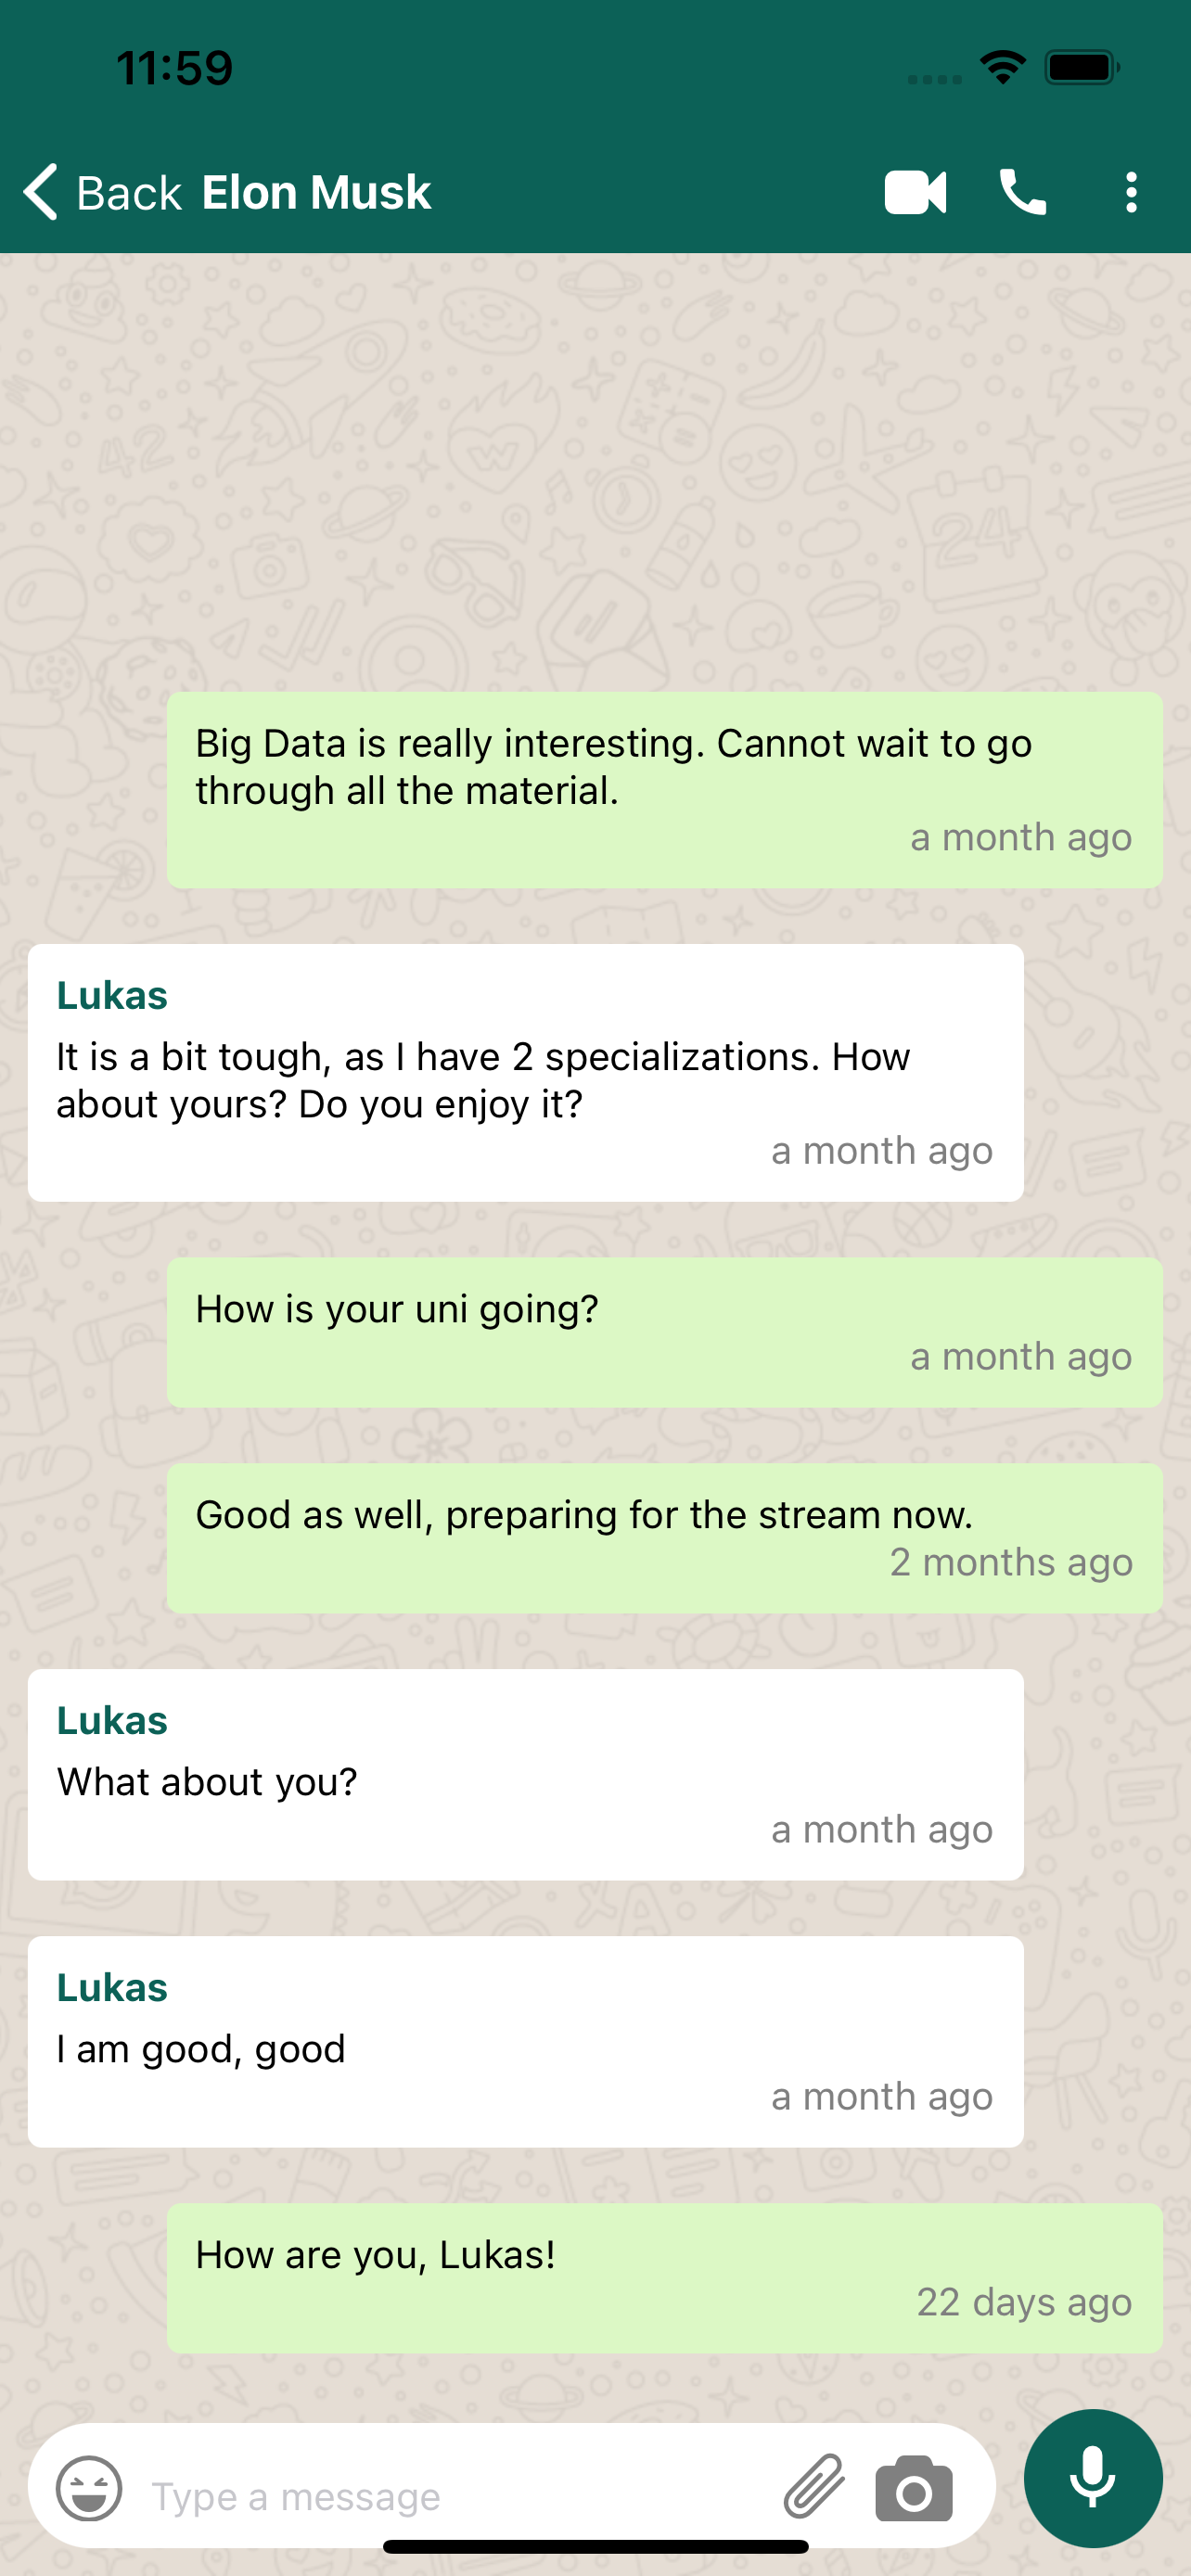 11:59
Back Elon Musk
Big Data is really interesting. Cannot wait to go
through all the material.
a month ago
Lukas
It is a bit tough, as I have 2 specializations. How
about yours? Do you enjoy it?
a month ago
How is your uni going?
a month ago
Good as well, preparing for the stream now.
2 months ago
Lukas
What about you?
a month ago
Lukas
I am good, good
a month ago
How are you, Lukas!
22 days ago
Type a message